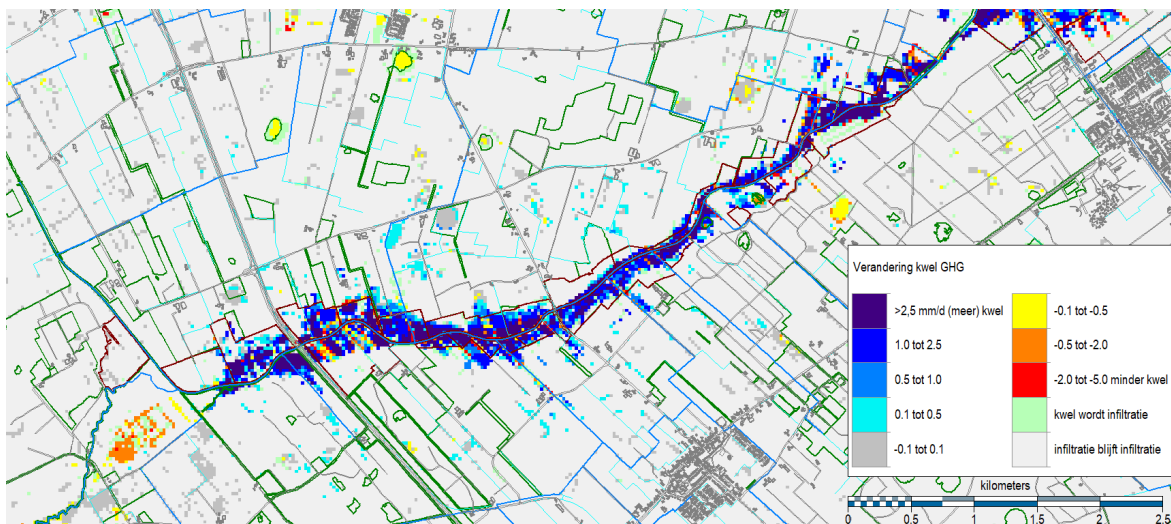 Verandering kwel GHG
>2,5 mm/d (meer) kwel
1.0 tot 2.5
0.5 tot 1.0
0.1 tot 0.5
-0.1 tot 0.1
-0.1 tot -0.5
-0.5 tot -2.0
-2.0 tot -5.0 minder kwel
kwel wordt infiltratie
infiltratie blijft infiltratie
kilometers
0 0.5 1 1.5 2 2.5